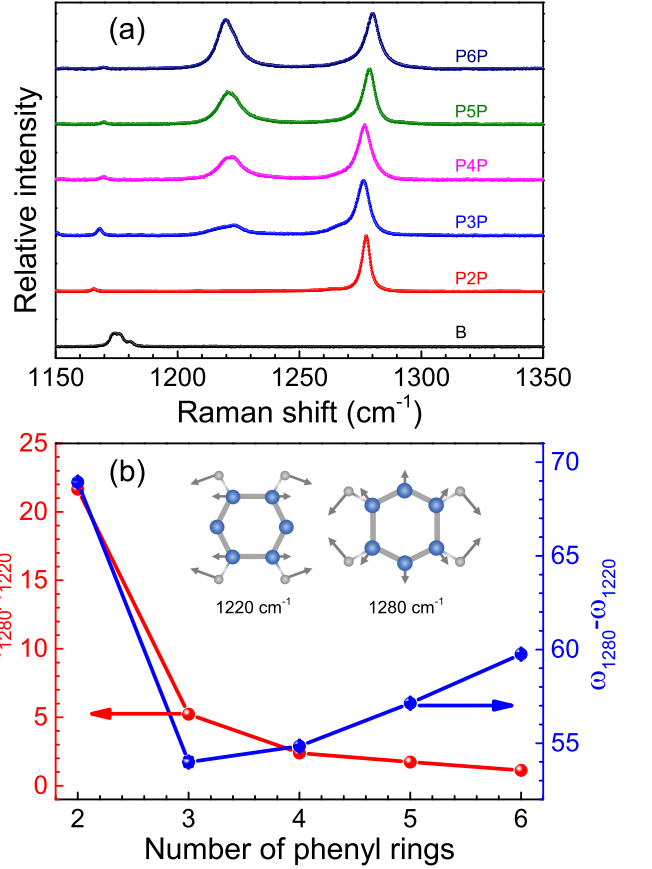 (a)
P6P
P5P
P4P
P3P
P2P
B
Relative intensity
1150 1200 1250 1300 1350
Raman shift (cm⁻¹)
(b)
25
20
15
10
5
0
1280 1220
70
65
60
55
ω₁₂₈₀-ω₁₂₂₀
1220 cm⁻¹
1280 cm⁻¹
2 3 4 5 6
Number of phenyl rings